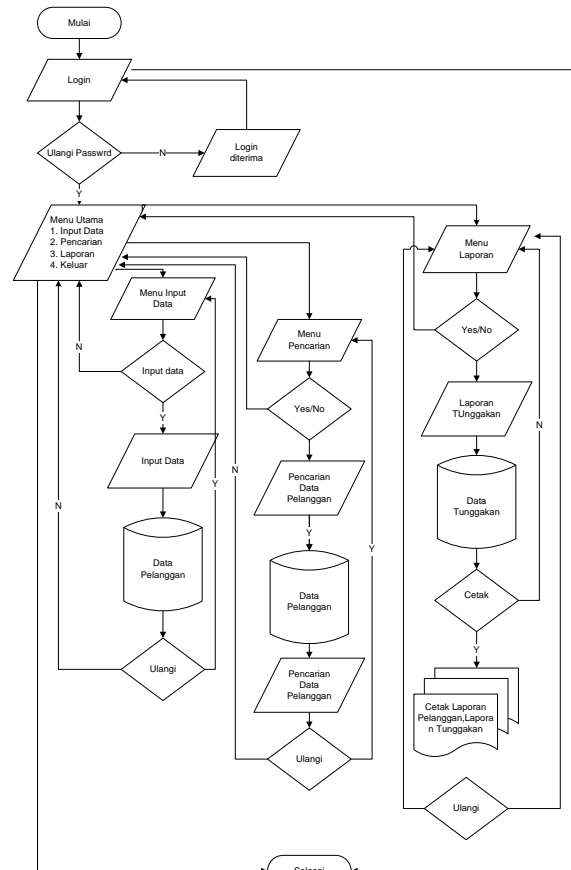 Mulai
Login
Ulangi Passwrd
N
Login
diterima
Y
Menu Utama
1. Input Data
2. Pencarian
3. Laporan
4. Keluar
Menu Input
Data
N
Input data
Y
Input Data
N
Y
Data
Pelanggan
Ulangi
Menu
Pencarian
Yes/No
N
Pencarian
Data
Pelanggan
Y
Y
Data
Pelanggan
Pencarian
Data
Pelanggan
Ulangi
Menu
Laporan
Yes/No
Laporan
TUnggakan
N
Data
Tunggakan
Cetak
Y
Cetak Laporan
Pelanggan,Lapora
n Tunggakan
Ulangi
Selesai